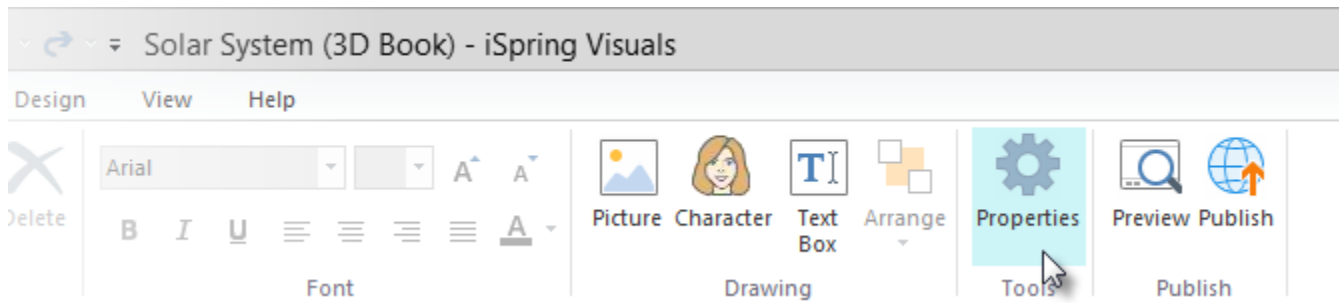 Solar System (3D Book) - iSpring Visuals
Design View Help
Arial A A
Delete B I U A
Picture Character Text Box Arrange Properties Preview Publish
Font Drawing Tools Publish